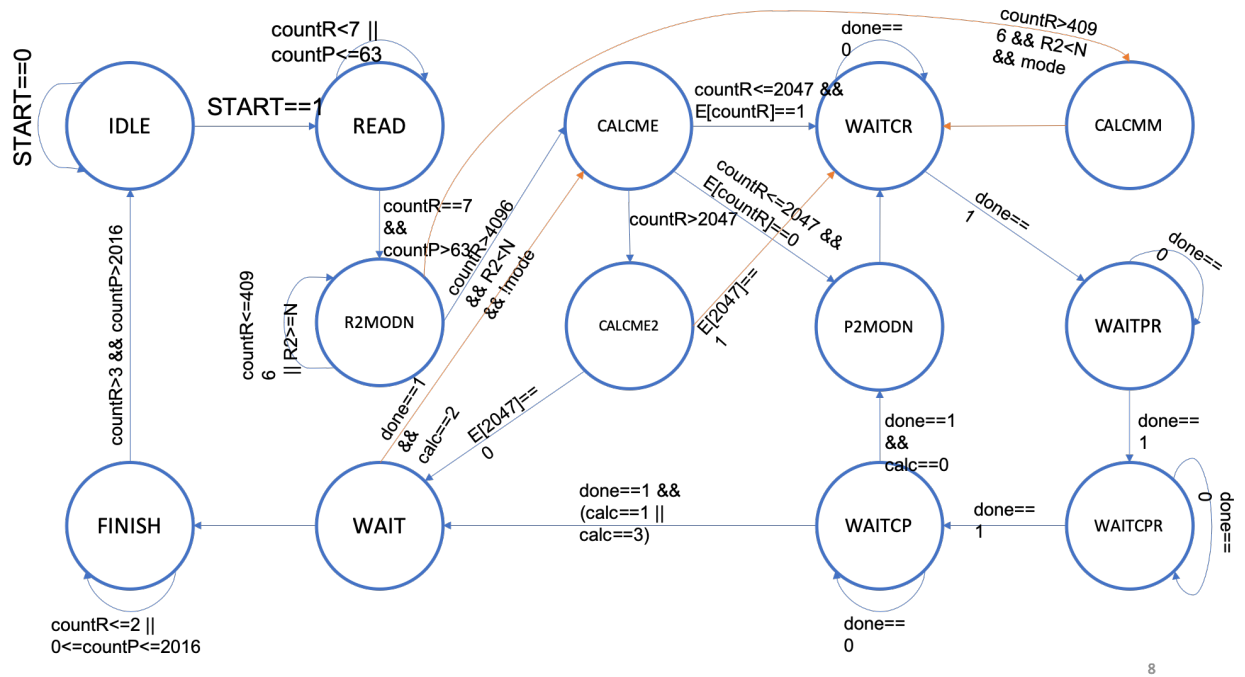 countR<7 ||
countP<=63
START==0
IDLE
START==1
READ
CALCME
countR<=2047 &&
E[countR]==1
done==
0
WAITCR
countR>409
6 && R2<N
&& mode
CALCMM
countR==7
&&
countP>63
countR>4096
&& R2<N
&& !mode
countR>2047
countR<=2047 &&
E[countR]==0
done==
1
done==
0
countR>3 && countP>2016
countR<=409
6
|| R2>=N
R2MODN
CALCME2
E[2047]==
1
P2MODN
WAITPR
done==1
&&
calc==2
E[2047]==
0
done==1
&&
calc==0
done==
1
FINISH
WAIT
done==1 &&
(calc==1 ||
calc==3)
WAITCP
done==
1
WAITCPR
done==
0
countR<=2 ||
0<=countP<=2016
done==
0
8